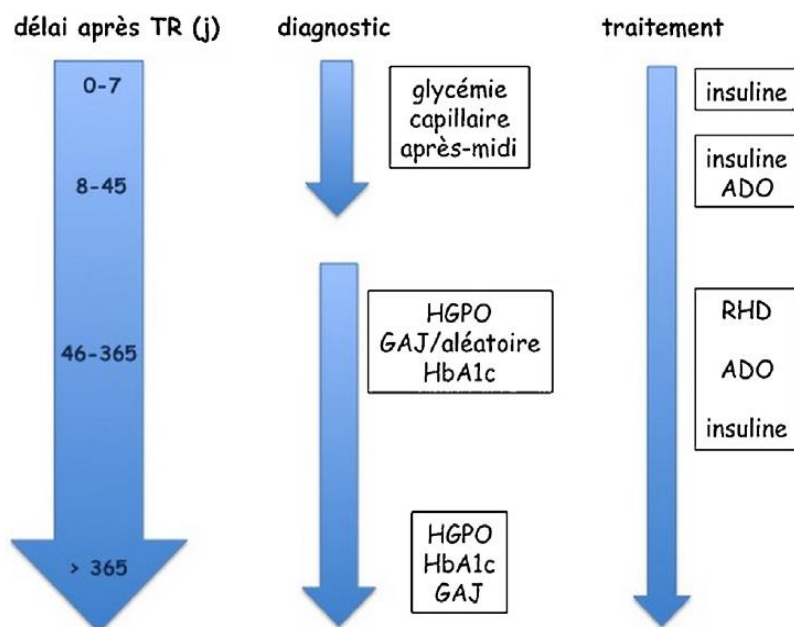 délai après TR (j)
diagnostic
traitement
0-7
8-45
46-365
> 365
glycémie
capillaire
après-midi
HGPO
GAJ/aléatoire
HbA1c
HGPO
HbA1c
GAJ
insuline
insuline
ADO
RHD
ADO
insuline